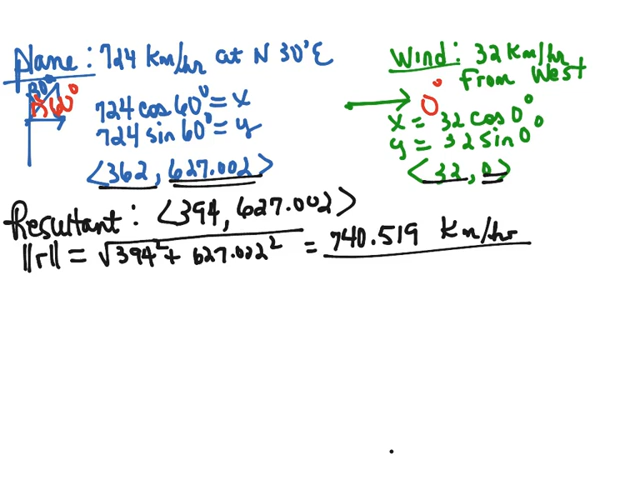 Plane: 724 Km/hr at N 30° E
30° 60°
724 cos 60° = x
724 sin 60° = y
<362, 627.002>
Wind: 32 Km/hr
From West
0°
x = 32 cos 0°
y = 32 sin 0°
<32, 0>
Resultant: <394, 627.002>
||r|| = √394² + 627.002² = 740.519 Km/hr